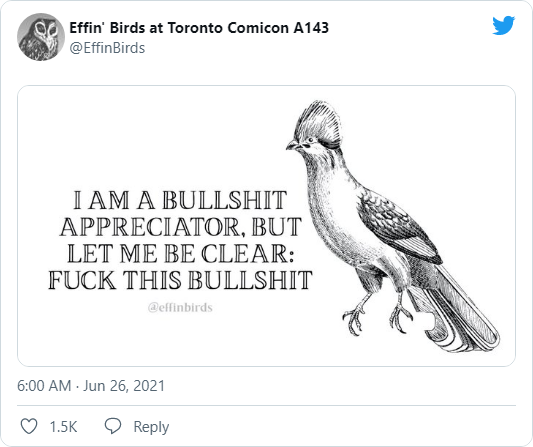 Effin' Birds at Toronto Comicon A143
@EffinBirds
I AM A BULLSHIT
APPRECIATOR, BUT
LET ME BE CLEAR:
FUCK THIS BULLSHIT
@effinbirds
6:00 AM · Jun 26, 2021
1.5K Reply